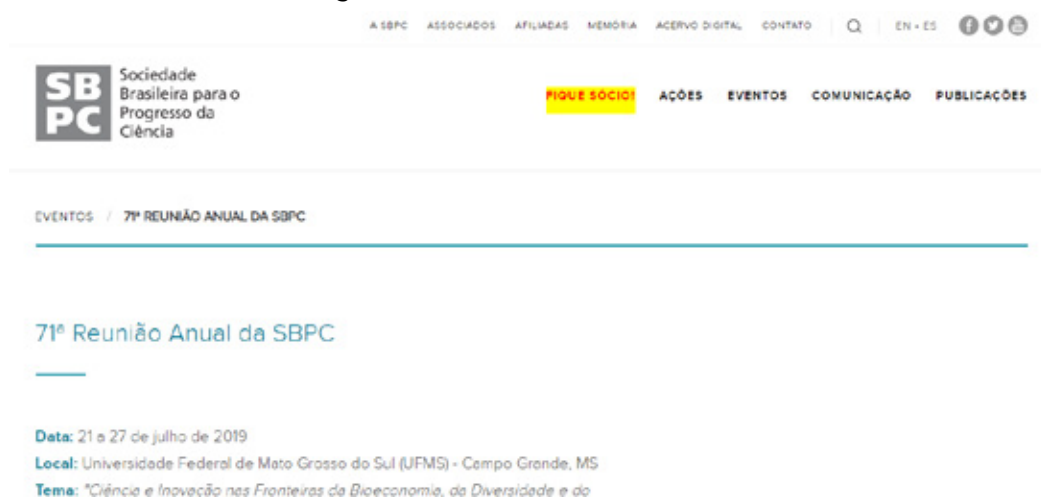 A SBPC ASSOCIADOS AFILIADAS MEMÓRIA ACERVO DIGITAL CONTATO EN • ES
SB PC
Sociedade
Brasileira para o
Progresso da
Ciência
FIQUE SÓCIO! AÇÕES EVENTOS COMUNICAÇÃO PUBLICAÇÕES
EVENTOS / 71ª REUNIÃO ANUAL DA SBPC
71ª Reunião Anual da SBPC
Data: 21 a 27 de julho de 2019
Local: Universidade Federal de Mato Grosso do Sul (UFMS) - Campo Grande, MS
Tema: "Ciência e Inovação nas Fronteiras da Bioeconomia, da Diversidade e do